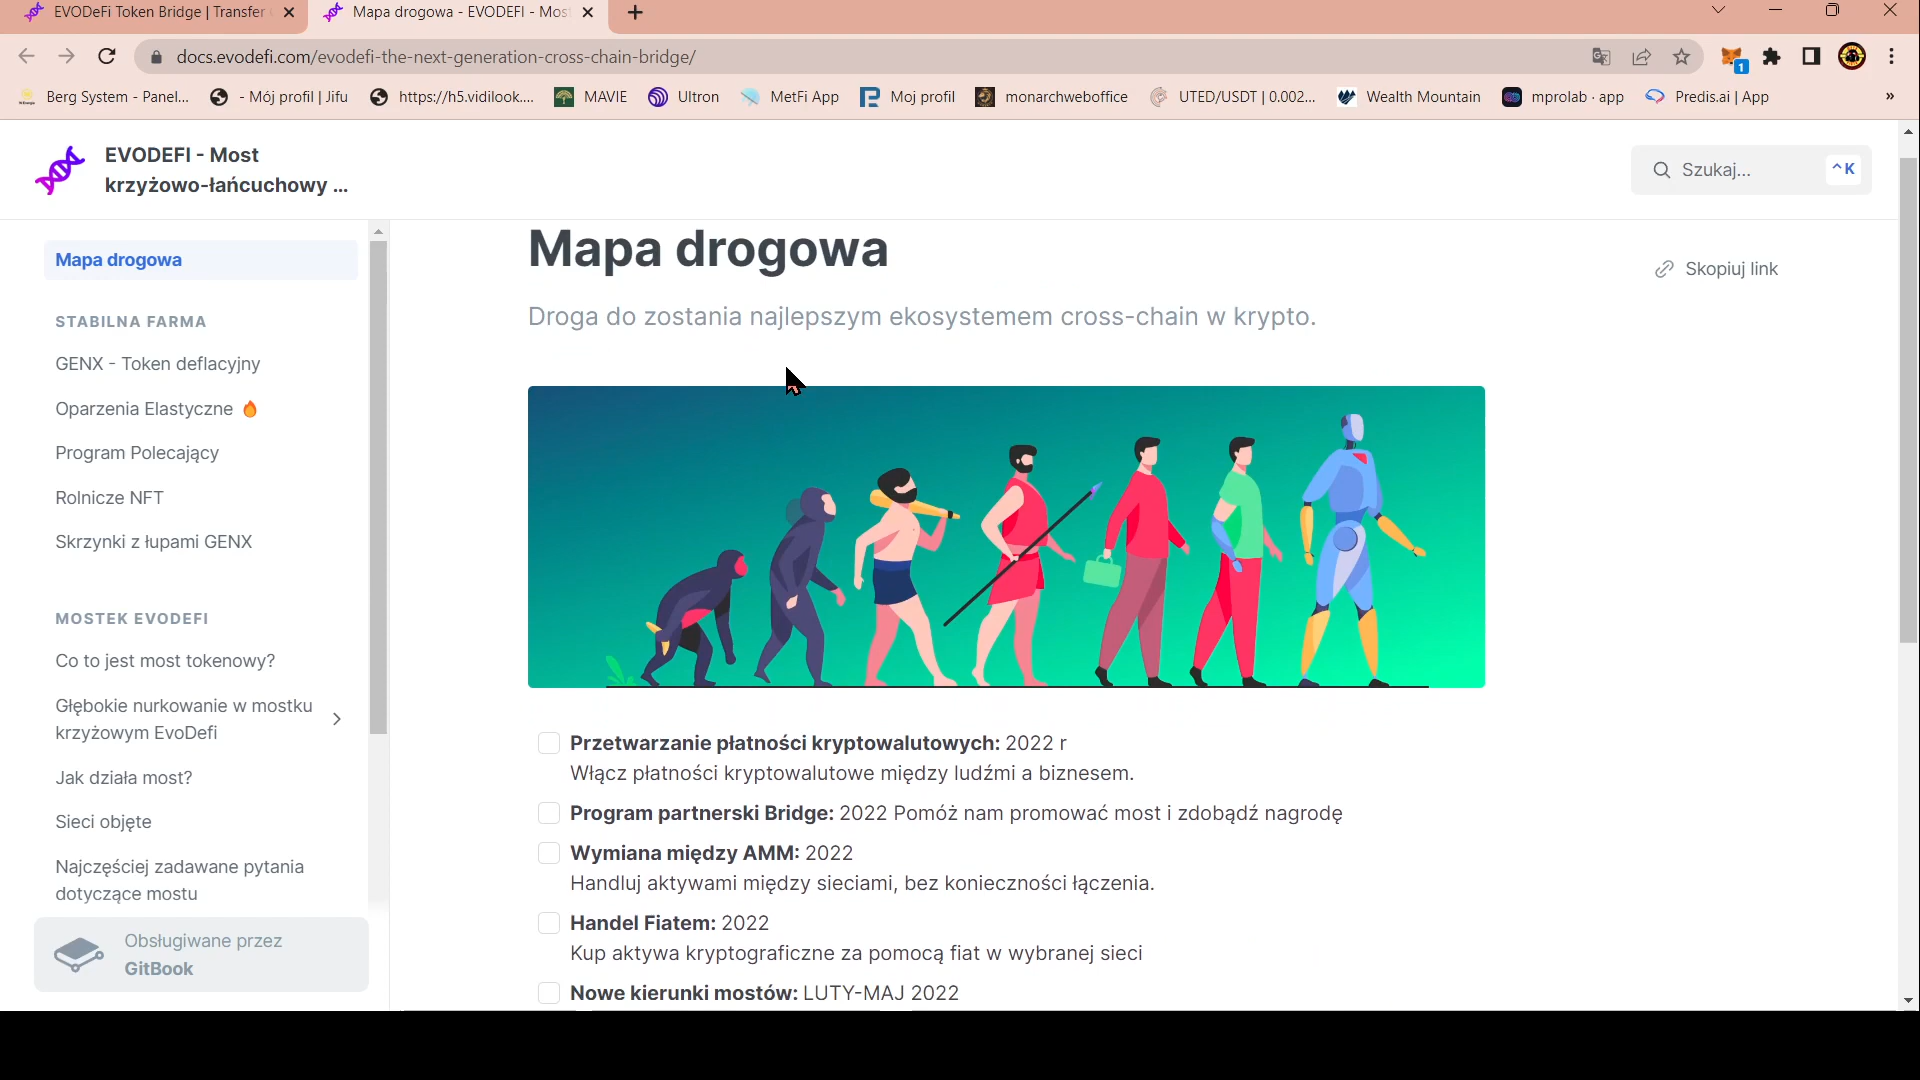 EVODeFi Token Bridge | Transfer
Mapa drogowa - EVODEFI - Most
docs.evodefi.com/evodefi-the-next-generation-cross-chain-bridge/
1
Berg System - Panel...
- Mój profil | Jifu
https://h5.vidilook....
MAVIE
Ultron
MetFi App
Moj profil
monarchweboffice
UTED/USDT | 0.002...
Wealth Mountain
mprolab · app
Predis.ai | App
»
EVODEFI - Most
krzyżowo-łańcuchowy ...
Szukaj...
^K
Mapa drogowa
STABILNA FARMA
GENX - Token deflacyjny
Oparzenia Elastyczne 🔥
Program Polecający
Rolnicze NFT
Skrzynki z łupami GENX
MOSTEK EVODEFI
Co to jest most tokenowy?
Głębokie nurkowanie w mostku
krzyżowym EvoDefi
Jak działa most?
Sieci objęte
Najczęściej zadawane pytania
dotyczące mostu
Obsługiwane przez
GitBook
Mapa drogowa
Skopiuj link
Droga do zostania najlepszym ekosystemem cross-chain w krypto.
Przetwarzanie płatności kryptowalutowych: 2022 r
Włącz płatności kryptowalutowe między ludźmi a biznesem.
Program partnerski Bridge: 2022 Pomóż nam promować most i zdobądź nagrodę
Wymiana między AMM: 2022
Handluj aktywami między sieciami, bez konieczności łączenia.
Handel Fiatem: 2022
Kup aktywa kryptograficzne za pomocą fiat w wybranej sieci
Nowe kierunki mostów: LUTY-MAJ 2022